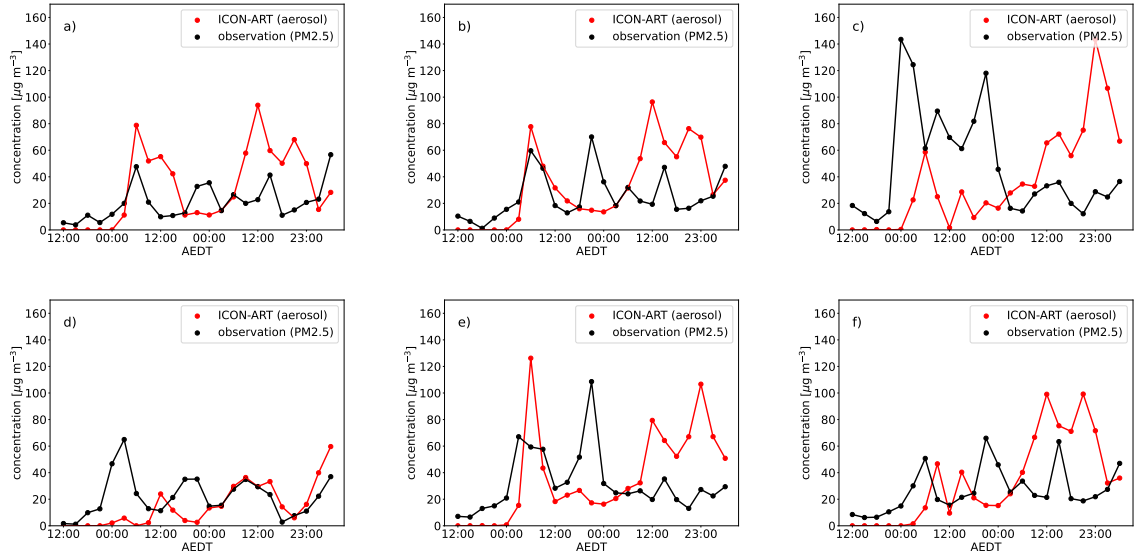 a)
ICON-ART (aerosol)
observation (PM2.5)
concentration [μg m⁻³]
160
140
120
100
80
60
40
20
0
12:00 00:00 12:00 00:00 12:00 23:00
AEDT
b)
ICON-ART (aerosol)
observation (PM2.5)
concentration [μg m⁻³]
160
140
120
100
80
60
40
20
0
12:00 00:00 12:00 00:00 12:00 23:00
AEDT
c)
ICON-ART (aerosol)
observation (PM2.5)
concentration [μg m⁻³]
160
140
120
100
80
60
40
20
0
12:00 00:00 12:00 00:00 12:00 23:00
AEDT
d)
ICON-ART (aerosol)
observation (PM2.5)
concentration [μg m⁻³]
160
140
120
100
80
60
40
20
0
12:00 00:00 12:00 00:00 12:00 23:00
AEDT
e)
ICON-ART (aerosol)
observation (PM2.5)
concentration [μg m⁻³]
160
140
120
100
80
60
40
20
0
12:00 00:00 12:00 00:00 12:00 23:00
AEDT
f)
ICON-ART (aerosol)
observation (PM2.5)
concentration [μg m⁻³]
160
140
120
100
80
60
40
20
0
12:00 00:00 12:00 00:00 12:00 23:00
AEDT